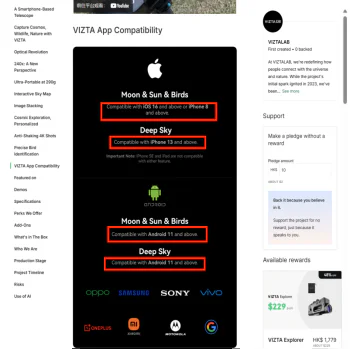 A Smartphone-Based
Telescope
Capture Cosmos,
Wildlife, Nature with
VIZTA
Optical Revolution
240x: A New
Perspective
Ultra-Portable at 299g
Interactive Sky Map
Image Stacking
Cosmic Exploration,
Personalized
Anti-Shaking 4K Shots
Precise Bird
Identification
VIZTA App Compatibility
Featured on
Demos
Specifications
Perks We Offer
Add-Ons
What's in The Box
Who We Are
Production Stage
Project Timeline
Risks
Use of AI
YouTube
VIZTA App Compatibility
Moon & Sun & Birds
Compatible with iOS 16 and above or iPhone 8
and above.
Deep Sky
Compatible with iPhone 13 and above.
Important Note: iPhone SE and Pad are not compatible
with either feature.
ANDROID
Moon & Sun & Birds
Compatible with Android 11 and above.
Deep Sky
Compatible with Android 11 and above.
oppo SAMSUNG SONY vivo
ONEPLUS XIAOMI MOTOROLA
VIZTALAB
VIZTALAB
First created • 0 backed
At VIZTALAB, we're redefining how
people connect with the universe
and nature. While the project's
initial spark ignited in 2023, we've
been... See more
Support
Make a pledge without a
reward
Pledge amount
HK$ 10
Back it because you believe
in it.
Support the project for no
reward, just because it
speaks to you.
Available rewards
VIZTA Explorer
$229
VIZTA Explorer HK$ 1,779